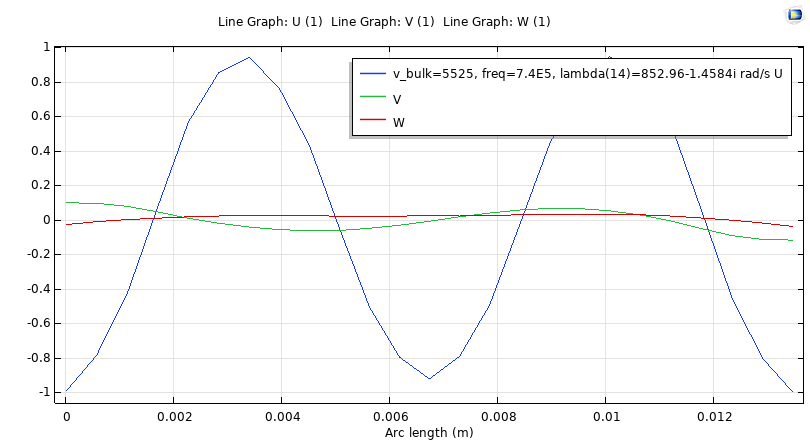 Line Graph: U (1) Line Graph: V (1) Line Graph: W (1)
1
0.8
0.6
0.4
0.2
0
-0.2
-0.4
-0.6
-0.8
-1
v_bulk=5525, freq=7.4E5, lambda(14)=852.96-1.4584i rad/s U
V
W
0 0.002 0.004 0.006 0.008 0.01 0.012
Arc length (m)